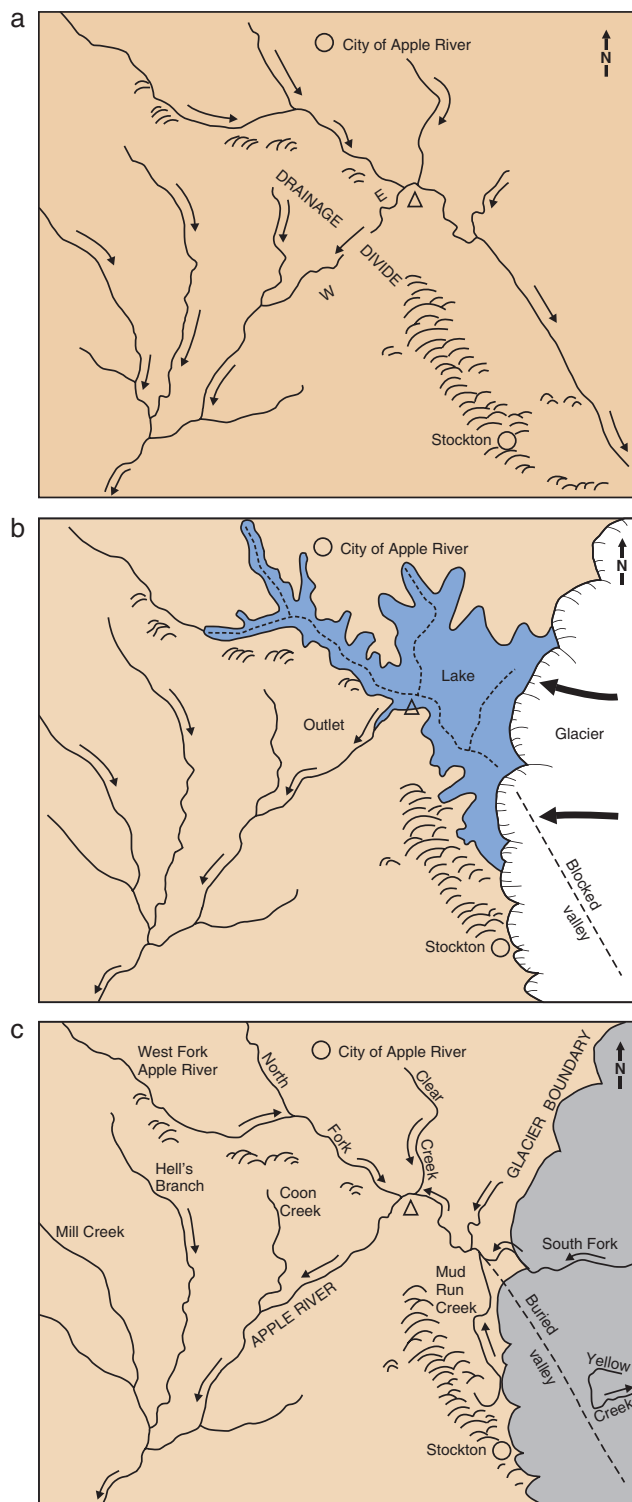 a
City of Apple River
N
DRAINAGE
E
DIVIDE
W
Stockton
b
City of Apple River
N
Lake
Outlet
Glacier
Blocked
valley
Stockton
c
City of Apple River
N
West Fork
Apple River
North
Fork
Clear
Creek
GLACIER BOUNDARY
Hell's
Branch
Coon
Creek
Mill Creek
South Fork
Mud
Run
Creek
APPLE RIVER
Buried
valley
Yellow
Creek
Stockton